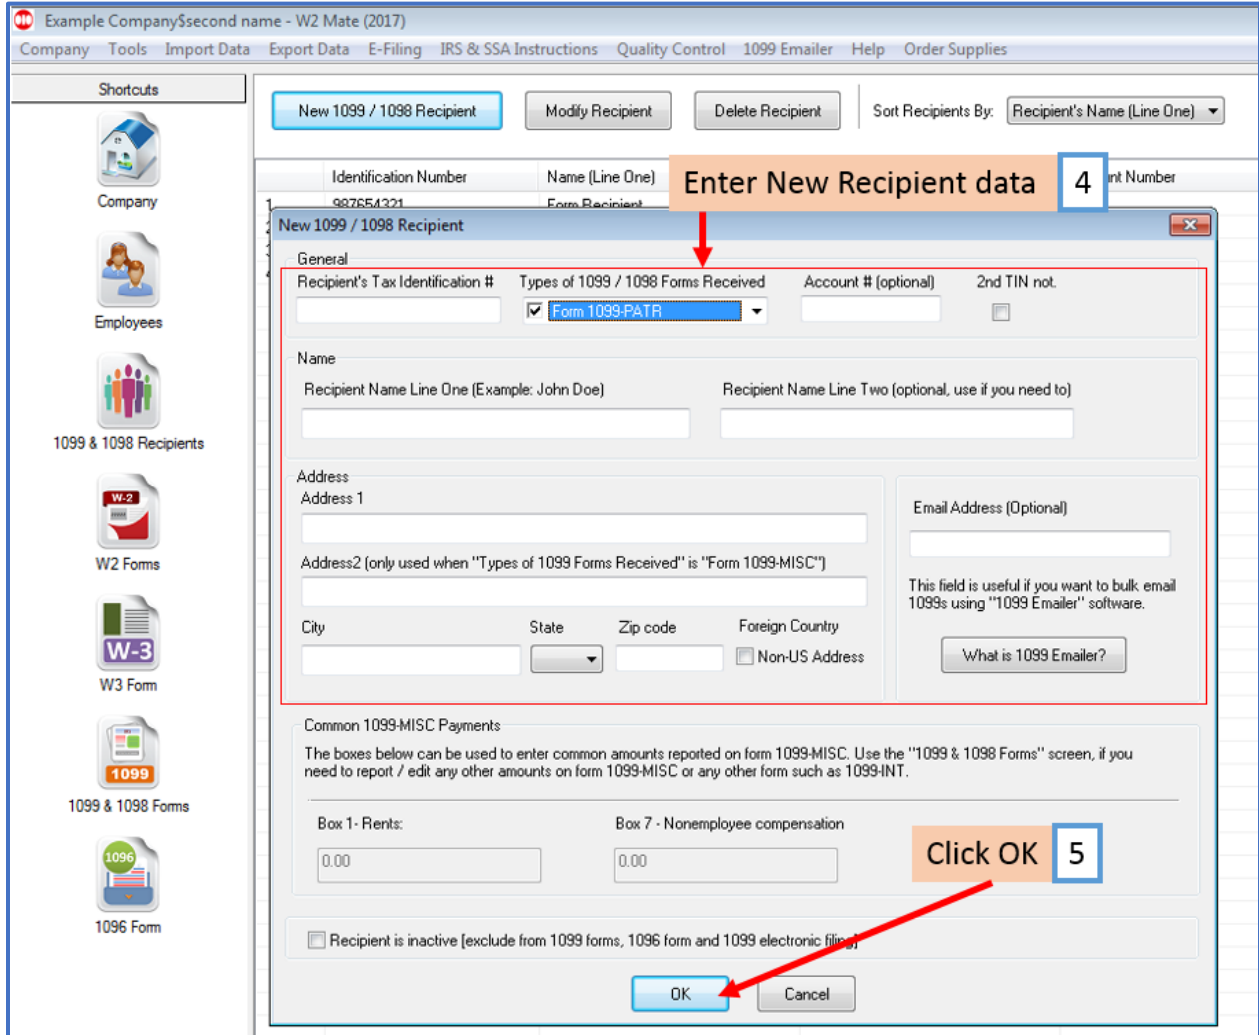 Example Company$second name - W2 Mate (2017)
Company Tools Import Data Export Data E-Filing IRS & SSA Instructions Quality Control 1099 Emailer Help Order Supplies
Shortcuts
Company
Employees
1099 & 1098 Recipients
W-2
W2 Forms
W-3
W3 Form
1099
1099 & 1098 Forms
1096
1096 Form
New 1099 / 1098 Recipient Modify Recipient Delete Recipient Sort Recipients By: Recipient's Name (Line One)
Identification Number Name (Line One) Number
Enter New Recipient data 4
1 987654321 Form Recipient
New 1099 / 1098 Recipient
General
Recipient's Tax Identification # Types of 1099 / 1098 Forms Received Account # (optional) 2nd TIN not.
Form 1099-PATR
Name
Recipient Name Line One (Example: John Doe) Recipient Name Line Two (optional, use if you need to)
Address
Address 1
Address2 (only used when "Types of 1099 Forms Received" is "Form 1099-MISC")
City State Zip code Foreign Country
Non-US Address
Email Address (Optional)
This field is useful if you want to bulk email
1099s using "1099 Emailer" software.
What is 1099 Emailer?
Common 1099-MISC Payments
The boxes below can be used to enter common amounts reported on form 1099-MISC. Use the "1099 & 1098 Forms" screen, if you
need to report / edit any other amounts on form 1099-MISC or any other form such as 1099-INT.
Box 1- Rents: Box 7 - Nonemployee compensation
0.00 0.00
Click OK 5
Recipient is inactive [exclude from 1099 forms, 1096 form and 1099 electronic filing]
OK Cancel